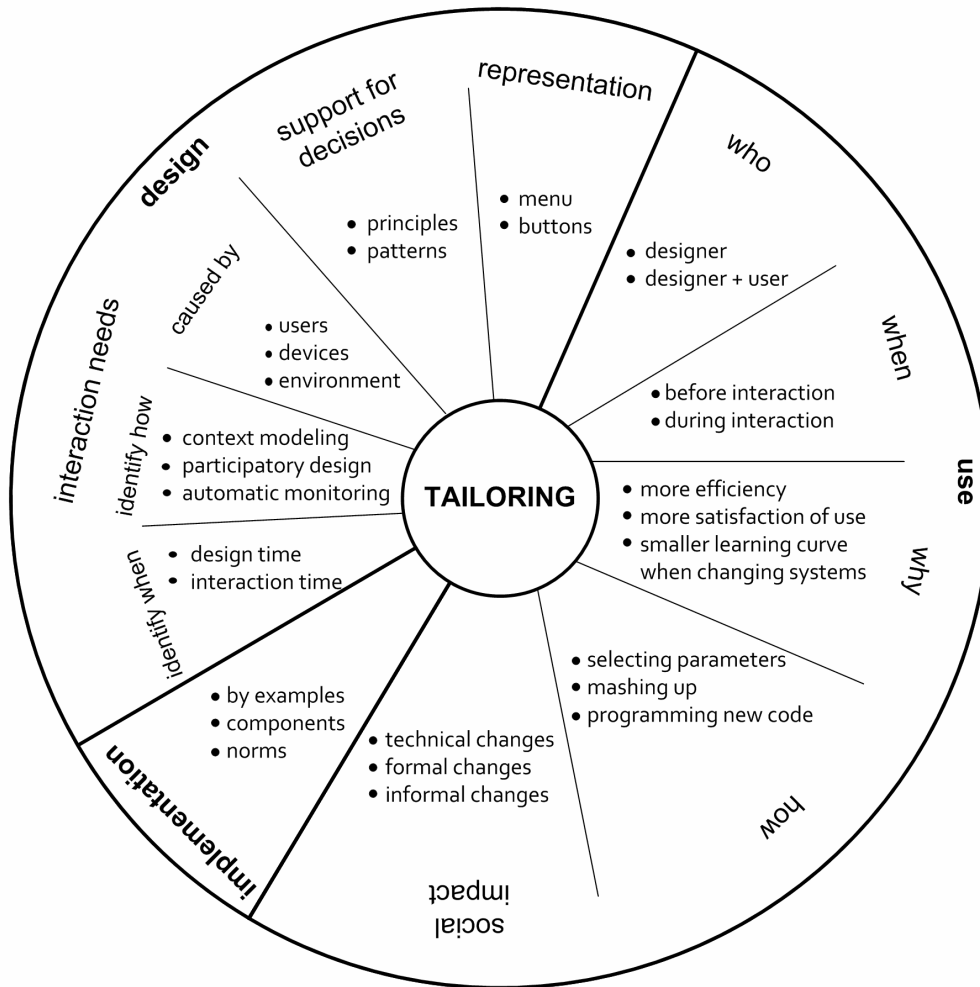 TAILORING
design
representation
menu
buttons
support for
decisions
principles
patterns
interaction needs
caused by
users
devices
environment
identify how
context modeling
participatory design
automatic monitoring
identify when
design time
interaction time
implementation
by examples
components
norms
use
who
designer
designer + user
when
before interaction
during interaction
why
more efficiency
more satisfaction of use
smaller learning curve
when changing systems
how
selecting parameters
mashing up
programming new code
social
impact
technical changes
formal changes
informal changes